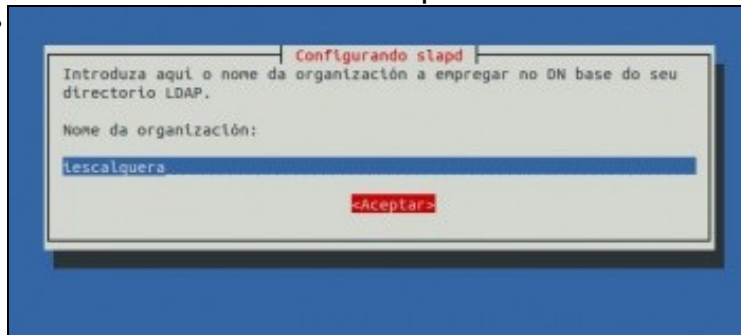 Configurando slapd
Introduza aquí o nome da organización a empregar no DN base do seu
directorio LDAP.
Nome da organización:
iescalquera
<Aceptar>